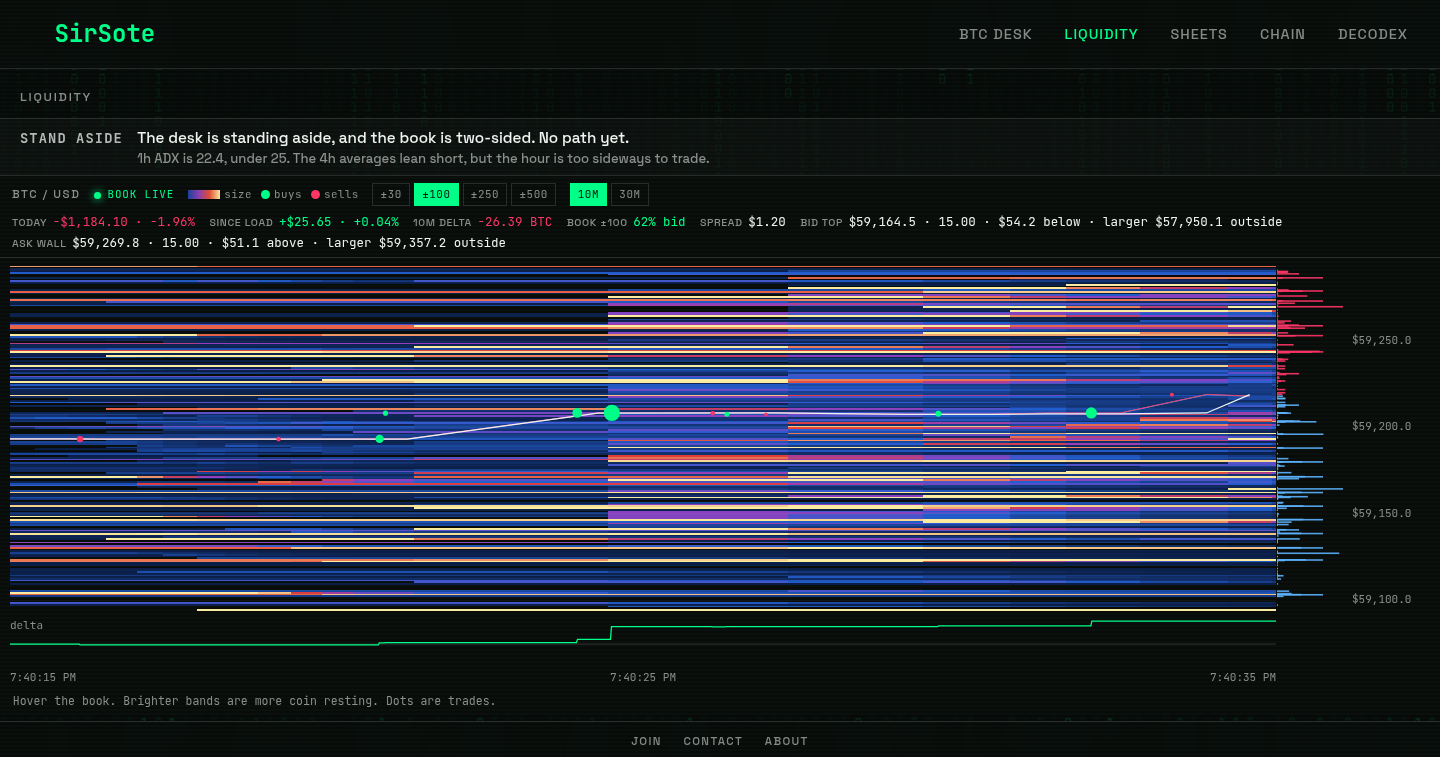 SirSote
BTC DESK LIQUIDITY SHEETS CHAIN DECODEX
LIQUIDITY
STAND ASIDE The desk is standing aside, and the book is two-sided. No path yet.
1h ADX is 22.4, under 25. The 4h averages lean short, but the hour is too sideways to trade.
BTC / USD BOOK LIVE size buys sells ±30 ±100 ±250 ±500 10M 30M
TODAY -$1,184.10 · -1.96% SINCE LOAD +$25.65 · +0.04% 10M DELTA -26.39 BTC BOOK ±100 62% bid SPREAD $1.20 BID TOP $59,164.5 · 15.00 · $54.2 below · larger $57,950.1 outside
ASK WALL $59,269.8 · 15.00 · $51.1 above · larger $59,357.2 outside
$59,250.0
$59,200.0
$59,150.0
$59,100.0
delta
7:40:15 PM 7:40:25 PM 7:40:35 PM
Hover the book. Brighter bands are more coin resting. Dots are trades.
JOIN CONTACT ABOUT